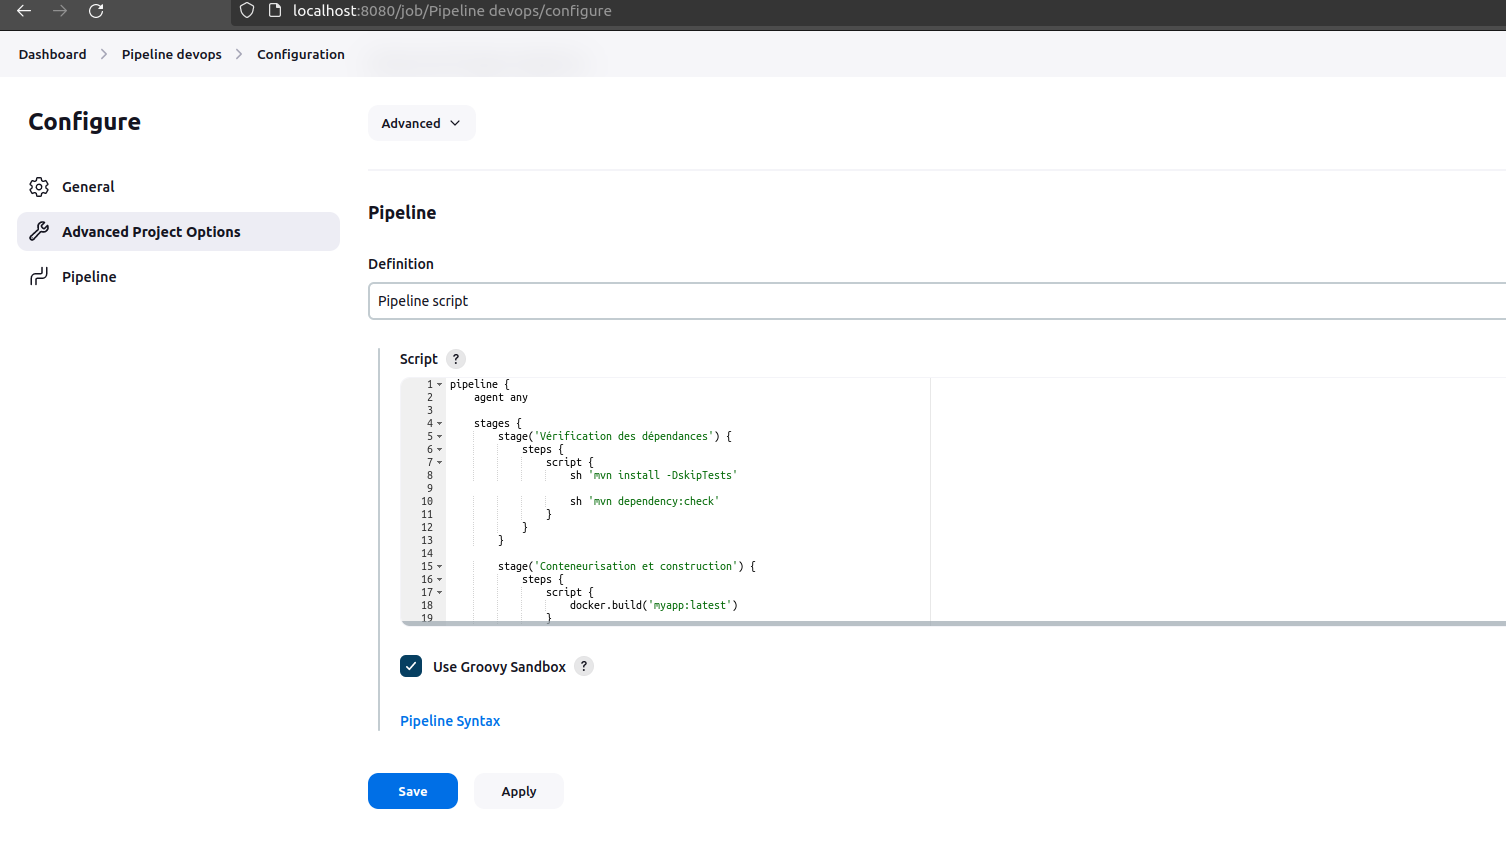 localhost:8080/job/Pipeline devops/configure
Dashboard > Pipeline devops > Configuration
Configure
General
Advanced Project Options
Pipeline
Advanced
Pipeline
Definition
Pipeline script
Script ?
1 pipeline {
2 agent any
3
4 stages {
5 stage('Vérification des dépendances') {
6 steps {
7 script {
8 sh 'mvn install -DskipTests'
9
10 sh 'mvn dependency:check'
11 }
12 }
13 }
14
15 stage('Conteneurisation et construction') {
16 steps {
17 script {
18 docker.build('myapp:latest')
19 }
Use Groovy Sandbox ?
Pipeline Syntax
Save
Apply